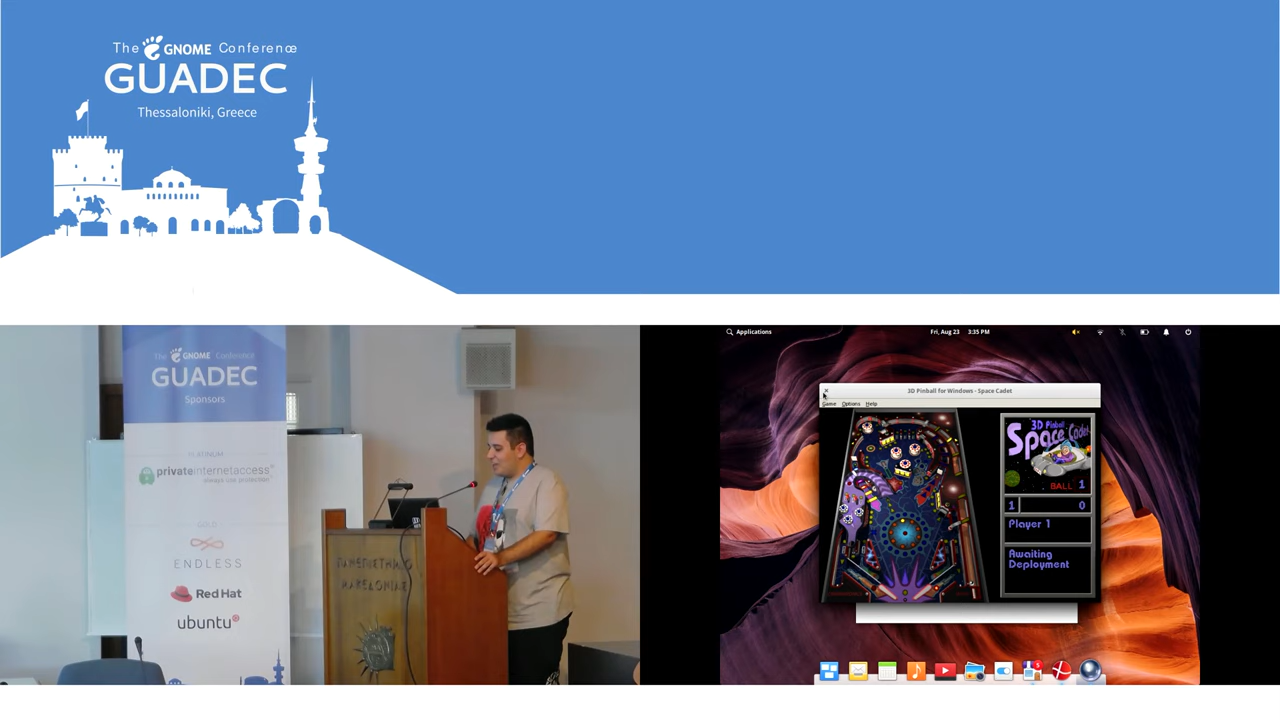 The GNOME Conference
GUADEC
Thessaloniki, Greece
The GNOME Conference
GUADEC
Sponsors
PLATINUM
privateinternetaccess®
always use protection®
GOLD
ENDLESS
Red Hat
ubuntu®
ΠΑΝΕΠΙΣΤΗΜΙΟ
ΜΑΚΕΔΟΝΙΑΣ
Applications
Fri, Aug 23 3:35 PM
3D Pinball for Windows - Space Cadet
Game Options Help
3D Pinball
Space Cadet
BALL 1
1 0
Player 1
Awaiting
Deployment